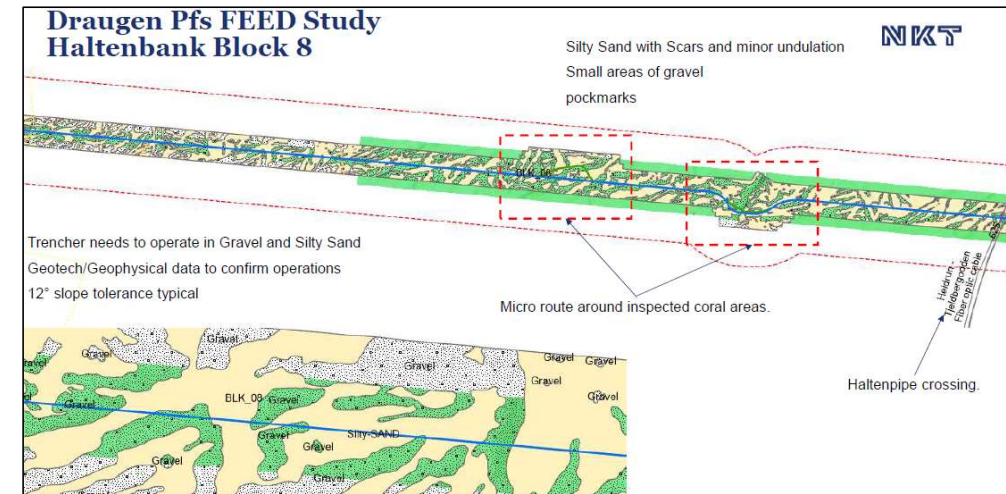 Draugen Pfs FEED Study
Haltenbank Block 8
NKT
Silty Sand with Scars and minor undulation
Small areas of gravel
pockmarks
BLK_08
Trencher needs to operate in Gravel and Silty Sand
Geotech/Geophysical data to confirm operations
12° slope tolerance typical
Micro route around inspected coral areas.
Heidrun -
Tjeldbergodden
Fiber optic cable
Haltenpipe crossing.
Gravel
Gravel
Gravel
Gravel
Gravel
Gravel
Gravel
BLK_08
Gravel
Gravel
Gravel
Gravel
Silty-SAND
Gravel
Gravel
Gravel